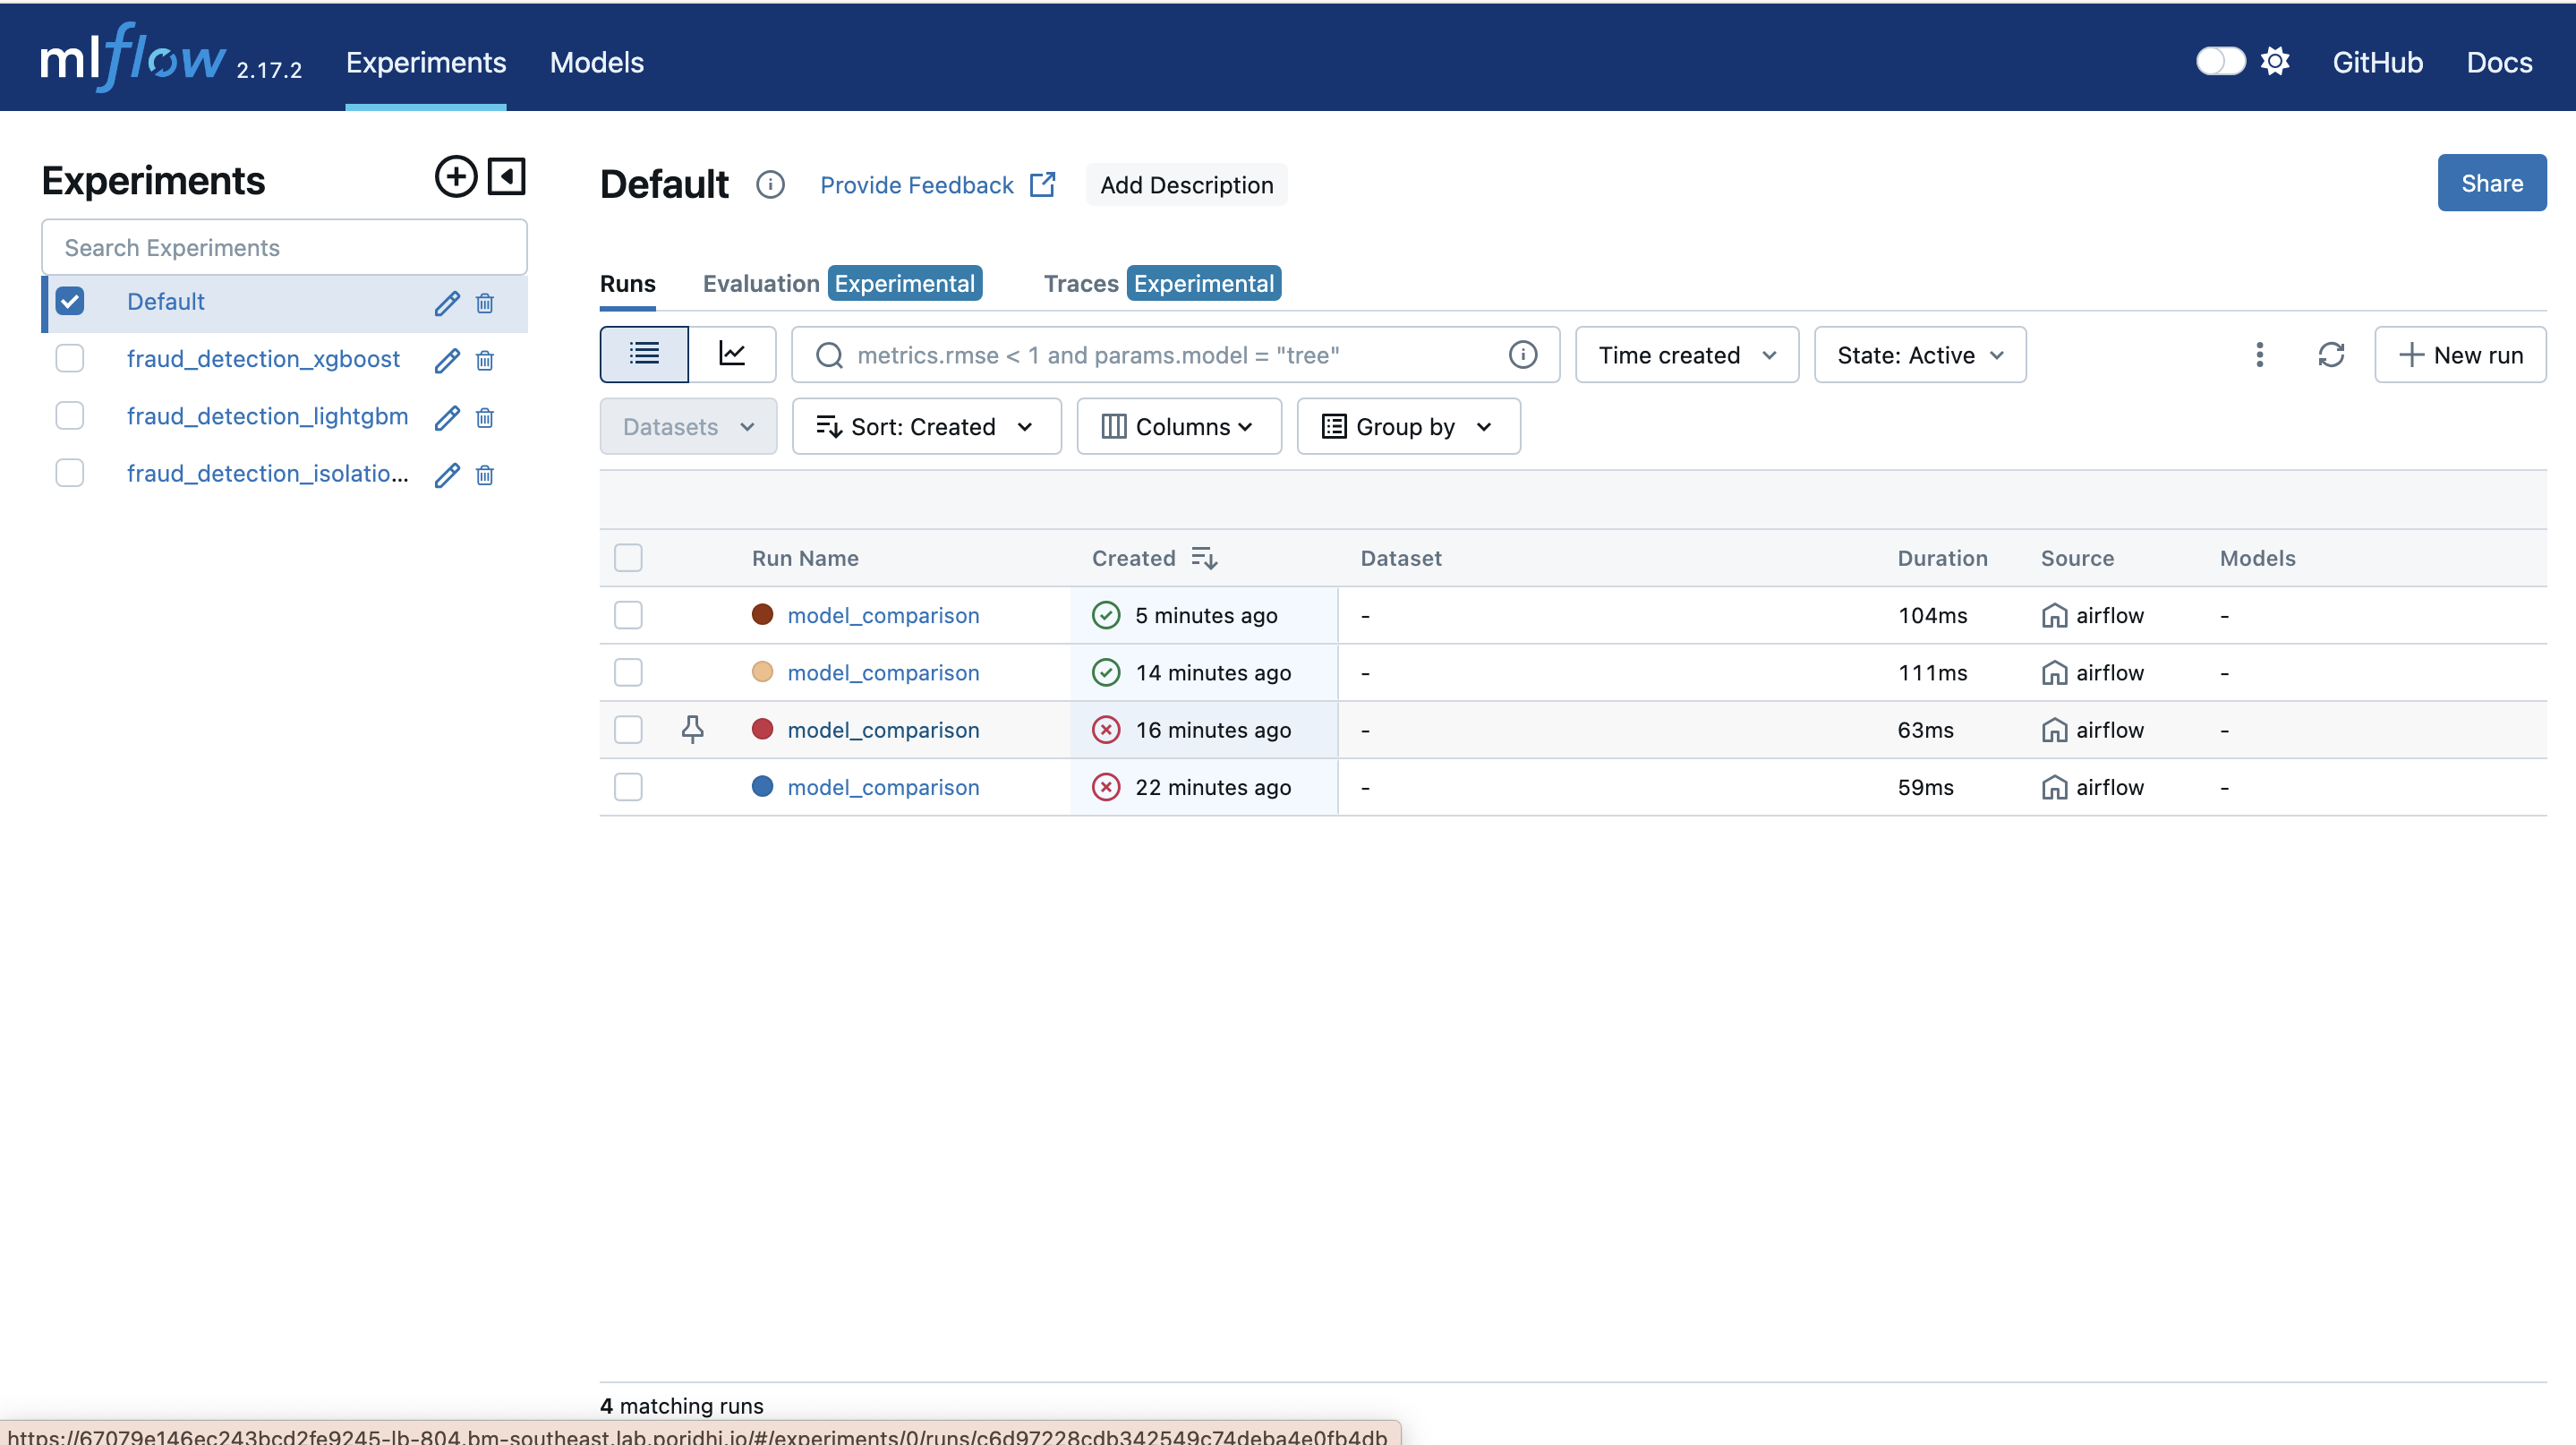 mlflow 2.17.2 Experiments Models GitHub Docs
Experiments
Search Experiments
Default
fraud_detection_xgboost
fraud_detection_lightgbm
fraud_detection_isolatio...
Default Provide Feedback Add Description Share
Runs Evaluation Experimental Traces Experimental
metrics.rmse < 1 and params.model = "tree" Time created State: Active New run
Datasets Sort: Created Columns Group by
Run Name Created Dataset Duration Source Models
model_comparison 5 minutes ago - 104ms airflow -
model_comparison 14 minutes ago - 111ms airflow -
model_comparison 16 minutes ago - 63ms airflow -
model_comparison 22 minutes ago - 59ms airflow -
4 matching runs
https://67079e146ec243bcd2fe9245-lb-804.bm-southeast.lab.poridhi.io/#/experiments/0/runs/c6d97228cdb342549c74deba4e0fb4db